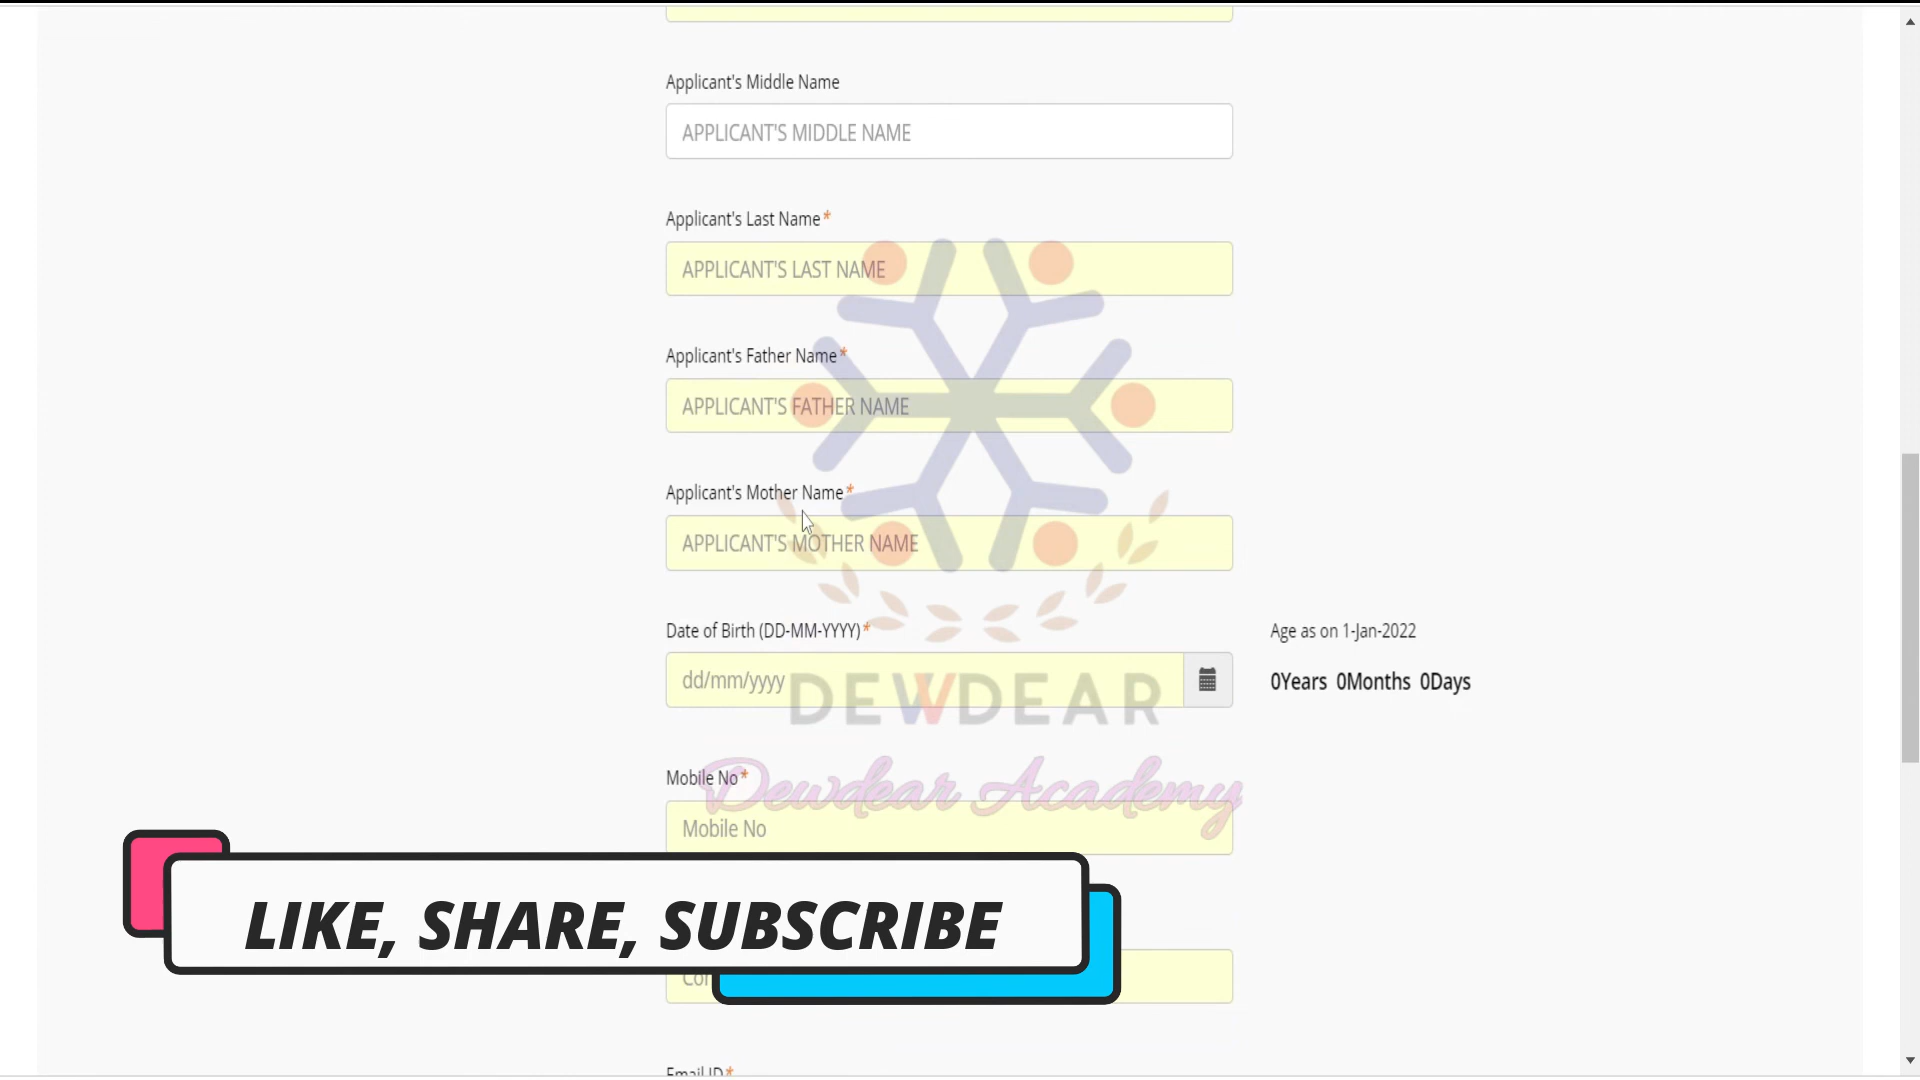 Applicant's Middle Name
APPLICANT'S MIDDLE NAME
Applicant's Last Name*
APPLICANT'S LAST NAME
Applicant's Father Name*
APPLICANT'S FATHER NAME
Applicant's Mother Name*
APPLICANT'S MOTHER NAME
Date of Birth (DD-MM-YYYY)*
Age as on 1-Jan-2022
dd/mm/yyyy
0Years 0Months 0Days
DEWDEAR
Dewdear Academy
Mobile No*
Mobile No
LIKE, SHARE, SUBSCRIBE
Email ID*